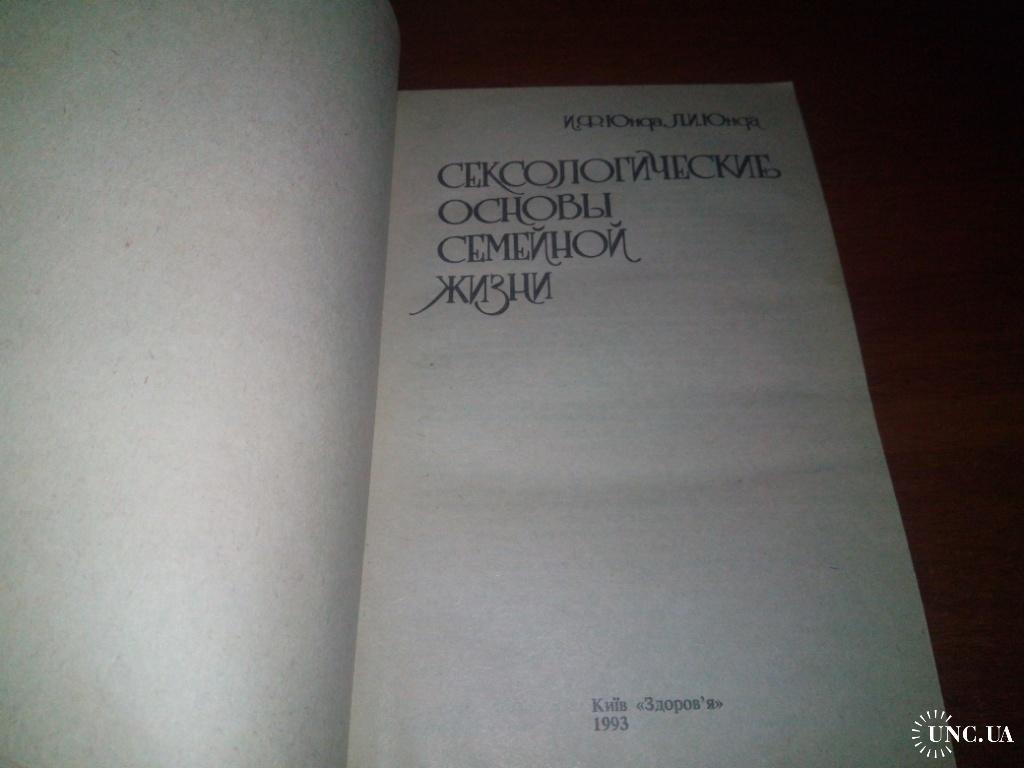 И.Ф. Юнда, Л.И. Юнда
СЕКСОЛОГИЧЕСКИЕ
ОСНОВЫ
СЕМЕЙНОЙ
ЖИЗНИ
Київ «Здоров'я»
1993
UNC.UA